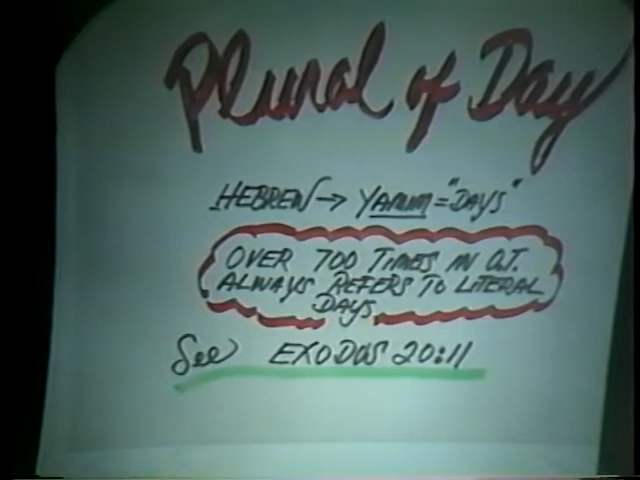 Plural of Day
HEBREW → YAMIM = "DAYS"
OVER 700 TIMES IN O.T.
ALWAYS REFERS TO LITERAL
DAYS
See EXODUS 20:11